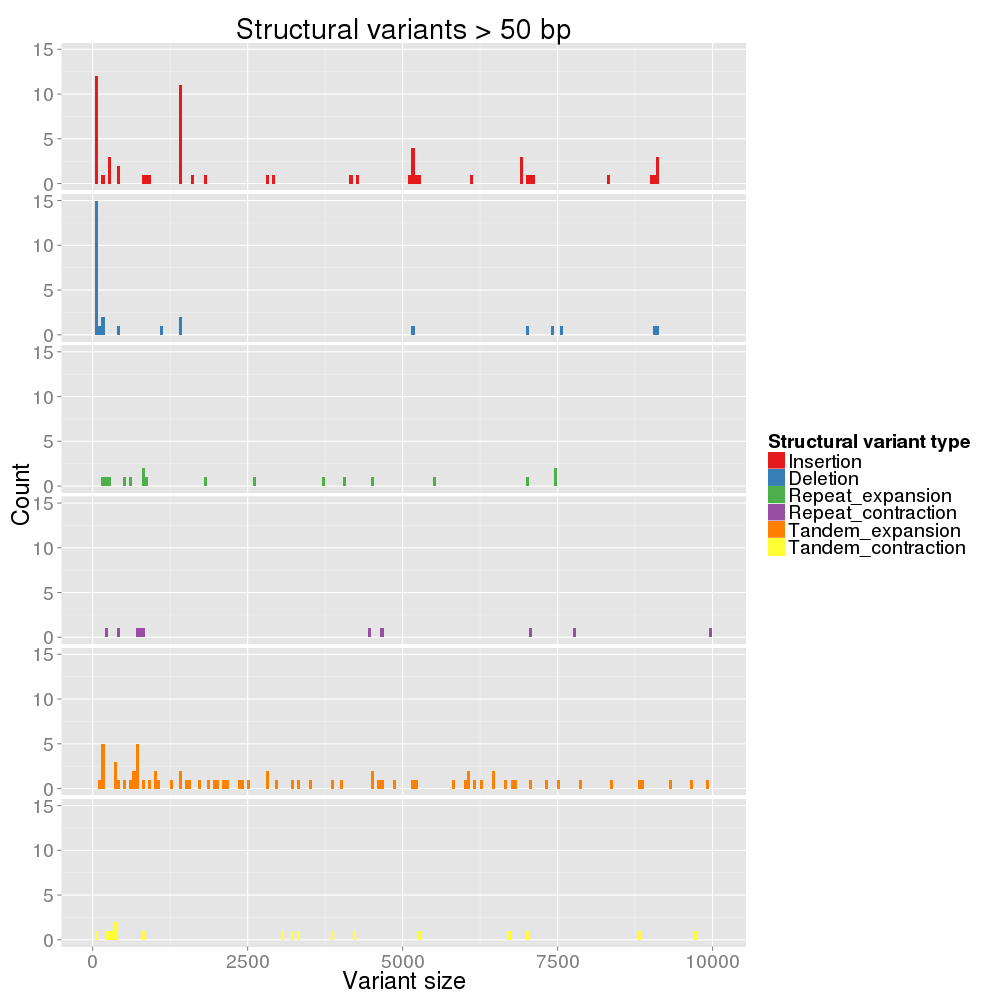 Structural variants > 50 bp
15
10
5
0
15
10
5
0
15
10
5
0
15
10
5
0
15
10
5
0
15
10
5
0
Count
0 2500 5000 7500 10000
Variant size
Structural variant type
Insertion
Deletion
Repeat_expansion
Repeat_contraction
Tandem_expansion
Tandem_contraction